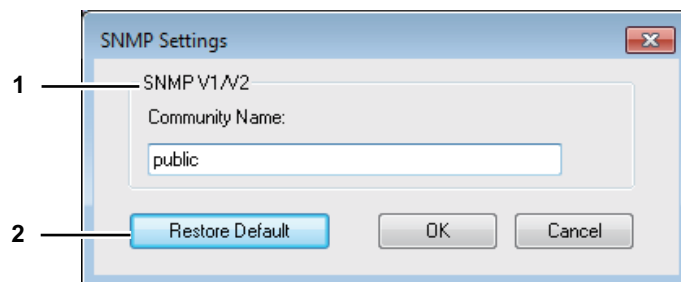 SNMP Settings
1
SNMP V1/V2
Community Name:
public
2
Restore Default
OK
Cancel